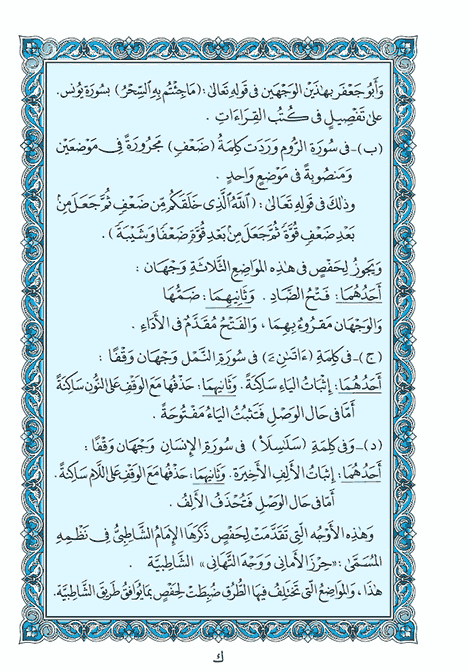 وَأَبُو جَعْفَرَ بِهٰذَيْنِ الْوَجْهَيْنِ فِي قَوْلِهِ تَعَالَىٰ: (مَا جِئْتُم بِهِ ٱلسِّحْرُ) بِسُورَةِ يُونُسَ.
عَلَىٰ تَفْصِيلٍ فِي كُتُبِ القِرَاءَاتِ .
(ب)-فِي سُورَةِ الرُّومِ وَرَدَتْ كَلِمَةُ (ضَعْفٍ) مَجْرُورَةً فِي مَوْضِعَيْنِ
وَمَنْصُوبَةً فِي مَوْضِعٍ وَاحِدٍ .
وَذٰلِكَ فِي قَوْلِهِ تَعَالَىٰ: (ٱللَّهُ ٱلَّذِي خَلَقَكُم مِّن ضَعْفٍ ثُمَّ جَعَلَ مِنۢ
بَعْدِ ضَعْفٍ قُوَّةً ثُمَّ جَعَلَ مِنۢ بَعْدِ قُوَّةٍ ضَعْفًا وَشَيْبَةً) .
وَيَجُوزُ لِحَفْصٍ فِي هٰذِهِ المَوَاضِعِ الثَّلَاثَةِ وَجْهَانِ :
أَحَدُهُمَا: فَتْحُ الضَّادِ . وَثَانِيهِمَا: ضَمُّهَا
وَالوَجْهَانِ مَقْرُوءٌ بِهِمَا ، وَالفَتْحُ مُقَدَّمٌ فِي الأَدَاءِ .
(ج)-فِي كَلِمَةِ (ءَاتَىٰنِۦَ) فِي سُورَةِ النَّمْلِ وَجْهَانِ وَقْفًا :
أَحَدُهُمَا: إِثْبَاتُ اليَاءِ سَاكِنَةً. وَثَانِيهِمَا: حَذْفُهَا مَعَ الوَقْفِ عَلَى النُّونِ سَاكِنَةً
أَمَّا فِي حَالِ الوَصْلِ فَتَثْبُتُ اليَاءُ مَفْتُوحَةً .
(د)-وَفِي كَلِمَةِ (سَلَٰسِلَا۟) فِي سُورَةِ الإِنسَانِ وَجْهَانِ وَقْفًا :
أَحَدُهُمَا: إِثْبَاتُ الأَلِفِ الأَخِيرَةِ. وَثَانِيهِمَا: حَذْفُهَا مَعَ الوَقْفِ عَلَى اللَّامِ سَاكِنَةً.
أَمَّا فِي حَالِ الوَصْلِ فَتُحْذَفُ الأَلِفُ .
وَهٰذِهِ الأَوْجُهُ الَّتِي تَقَدَّمَتْ لِحَفْصٍ ذَكَرَهَا الإِمَامُ الشَّاطِبِيُّ فِي نَظْمِهِ
المُسَمَّىٰ: «حِرْزَ الأَمَانِي وَوَجْهَ التَّهَانِي» الشَّاطِبِيَّةِ .
هٰذَا، وَالمَوَاضِعُ الَّتِي تَخْتَلِفُ فِيهَا الطُّرُقُ ضُبِطَتْ لِحَفْصٍ بِمَا يُوَافِقُ طَرِيقَ الشَّاطِبِيَّةِ.
ك